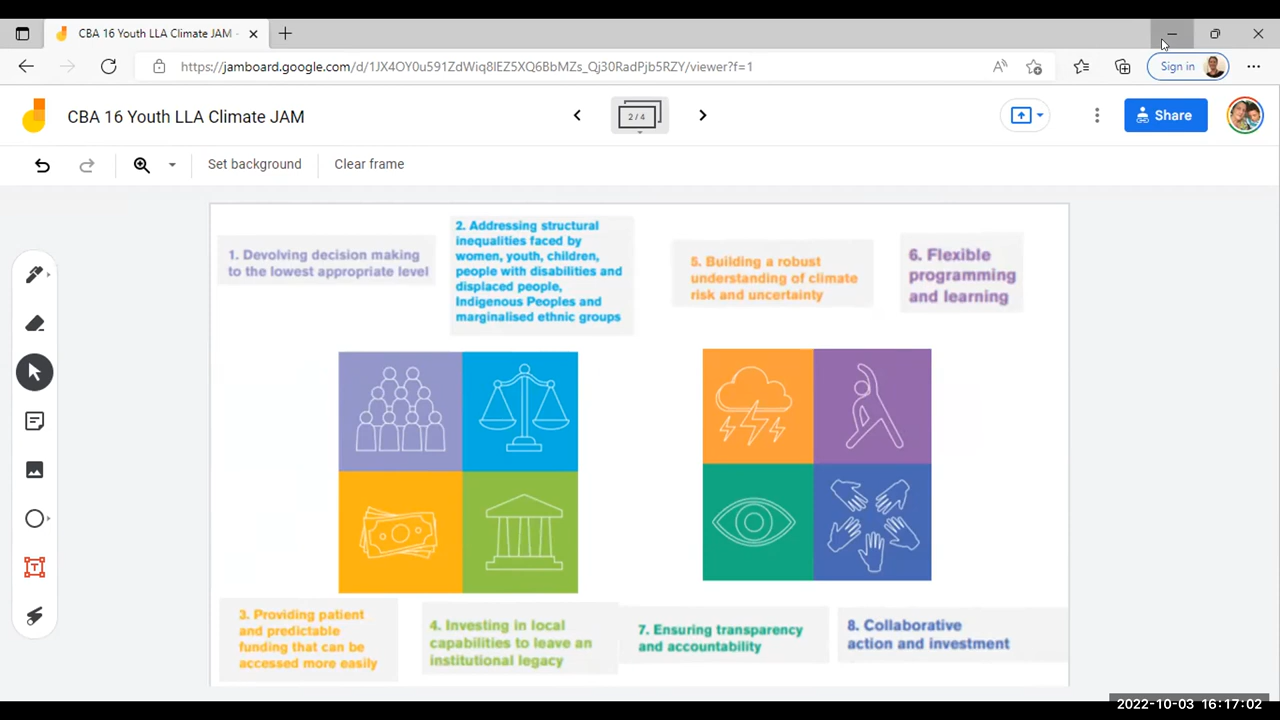 CBA 16 Youth LLA Climate JAM -
https://jamboard.google.com/d/1JX4OY0u591ZdWiq8lEZ5XQ6BbMZs_Qj30RadPjb5RZY/viewer?f=1
Sign in
CBA 16 Youth LLA Climate JAM
2 / 4
Share
Set background
Clear frame
1. Devolving decision making
to the lowest appropriate level
2. Addressing structural
inequalities faced by
women, youth, children,
people with disabilities and
displaced people,
Indigenous Peoples and
marginalised ethnic groups
5. Building a robust
understanding of climate
risk and uncertainty
6. Flexible
programming
and learning
3. Providing patient
and predictable
funding that can be
accessed more easily
4. Investing in local
capabilities to leave an
institutional legacy
7. Ensuring transparency
and accountability
8. Collaborative
action and investment
2022-10-03 16:17:02